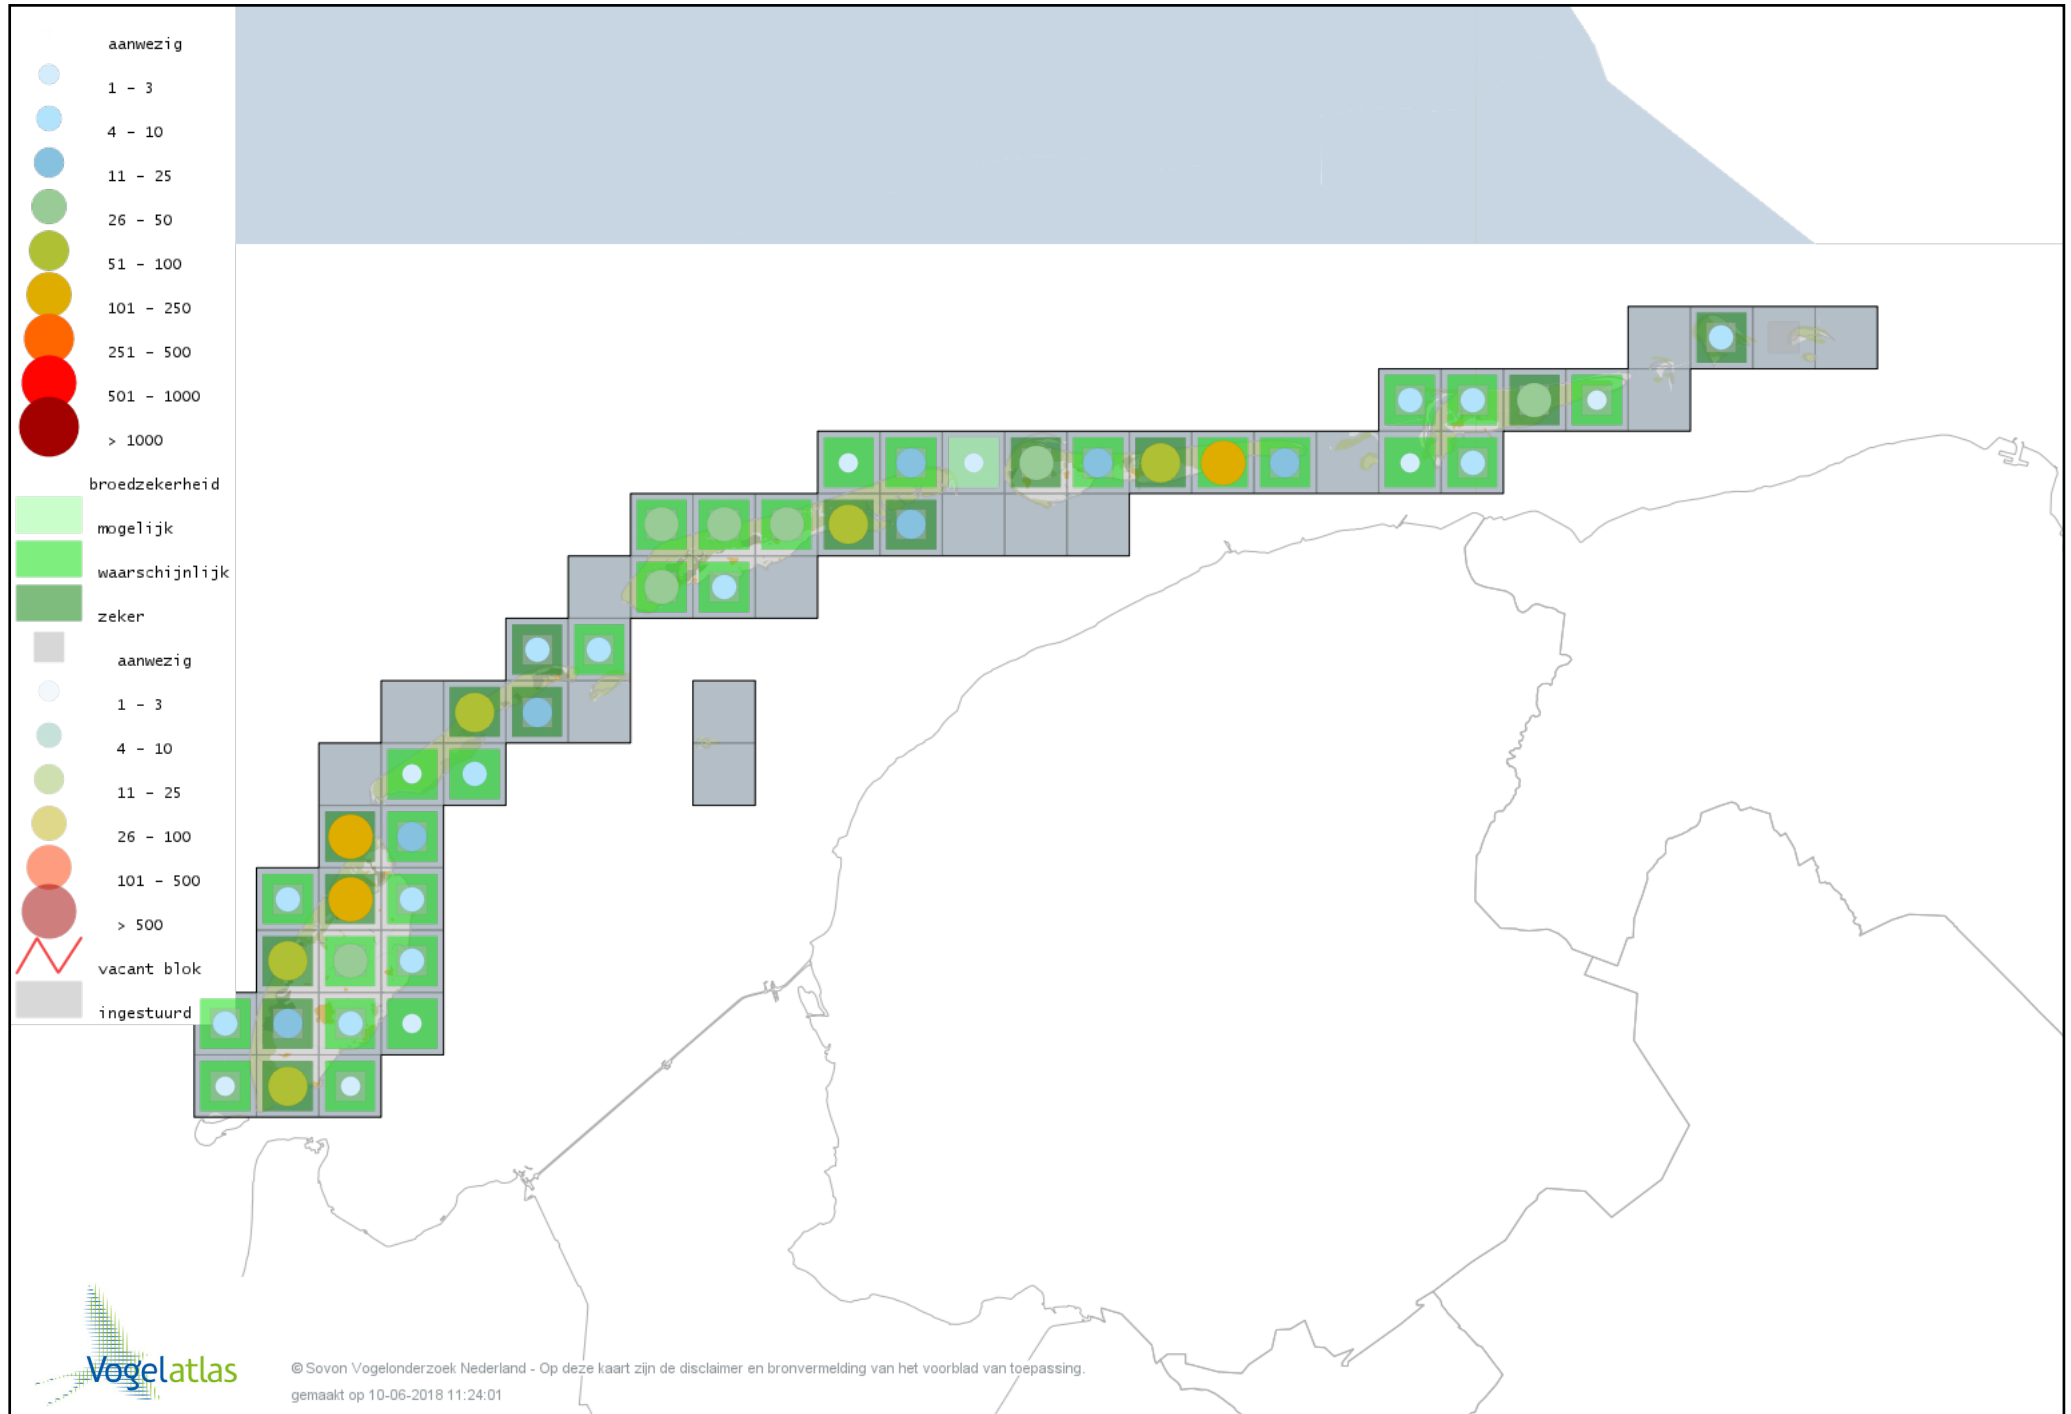 aanwezig
1 - 3
4 - 10
11 - 25
26 - 50
51 - 100
101 - 250
251 - 500
501 - 1000
> 1000
broedzekerheid
mogelijk
waarschijnlijk
zeker
aanwezig
1 - 3
4 - 10
11 - 25
26 - 100
101 - 500
> 500
vacant blok
ingestuurd
Vogelatlas
© Sovon Vogelonderzoek Nederland - Op deze kaart zijn de disclaimer en bronvermelding van het voorblad van toepassing.
gemaakt op 10-06-2018 11:24:01